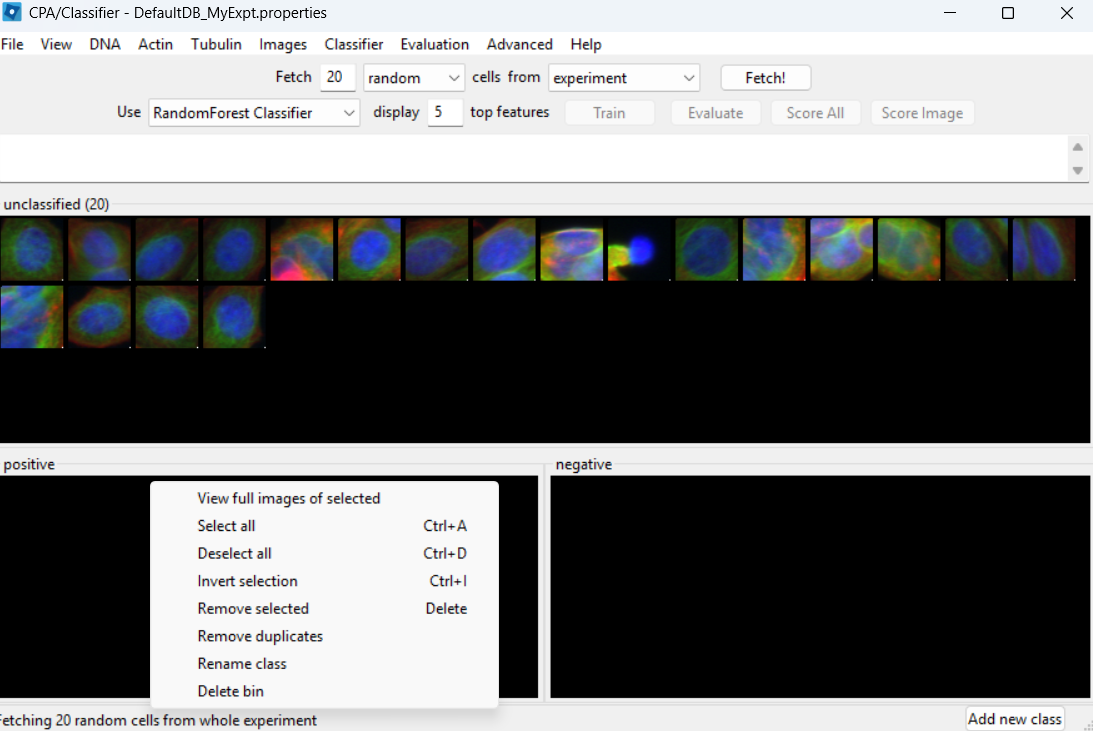 CPA/Classifier - DefaultDB_MyExpt.properties
File View DNA Actin Tubulin Images Classifier Evaluation Advanced Help
Fetch 20 random cells from experiment Fetch!
Use RandomForest Classifier display 5 top features Train Evaluate Score All Score Image
unclassified (20)
positive
negative
View full images of selected
Select all Ctrl+A
Deselect all Ctrl+D
Invert selection Ctrl+I
Remove selected Delete
Remove duplicates
Rename class
Delete bin
Fetching 20 random cells from whole experiment
Add new class